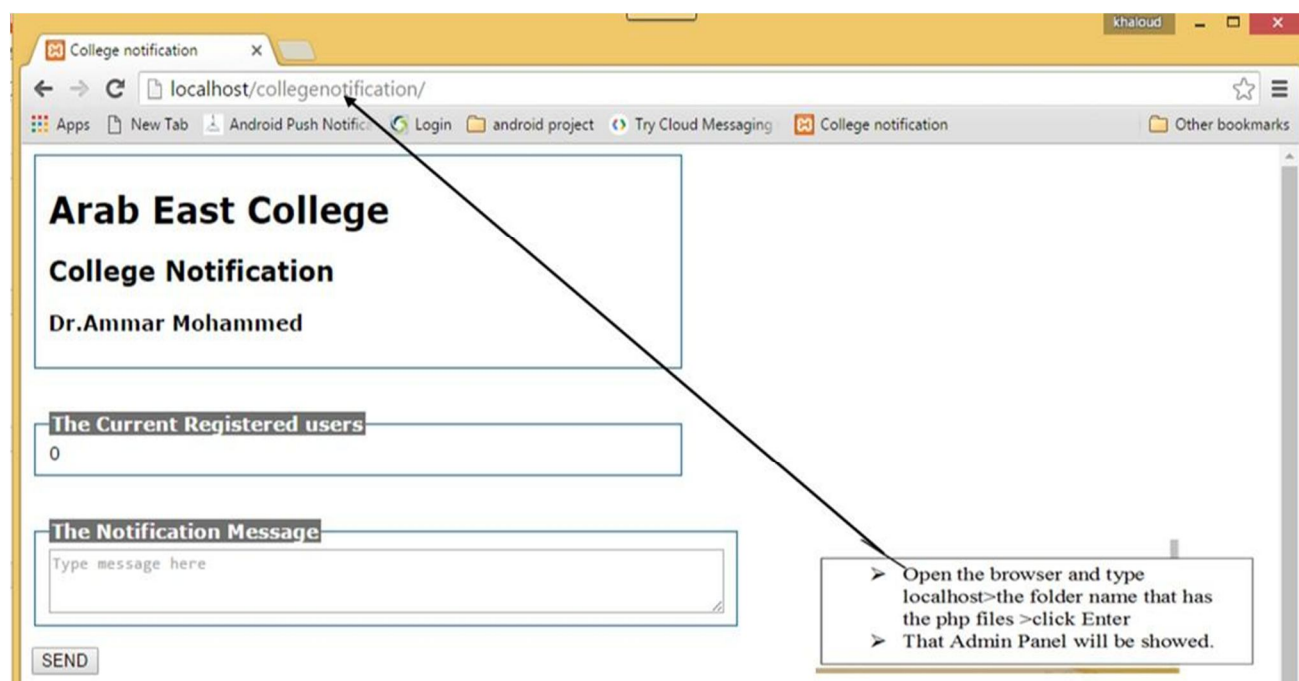 khaloud
College notification
localhost/collegenotification/
Apps New Tab Android Push Notific Login android project Try Cloud Messaging College notification Other bookmarks
Arab East College
College Notification
Dr.Ammar Mohammed
The Current Registered users
0
The Notification Message
Type message here
SEND
➢ Open the browser and type
localhost>the folder name that has
the php files >click Enter
➢ That Admin Panel will be showed.